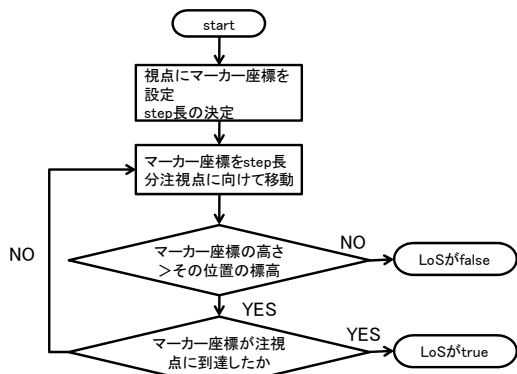 start
視点にマーカー座標を
設定
step長の決定
マーカー座標をstep長
分注視点に向けて移動
マーカー座標の高さ
＞その位置の標高
NO
LoSがfalse
NO
YES
マーカー座標が注視
点に到達したか
YES
LoSがtrue